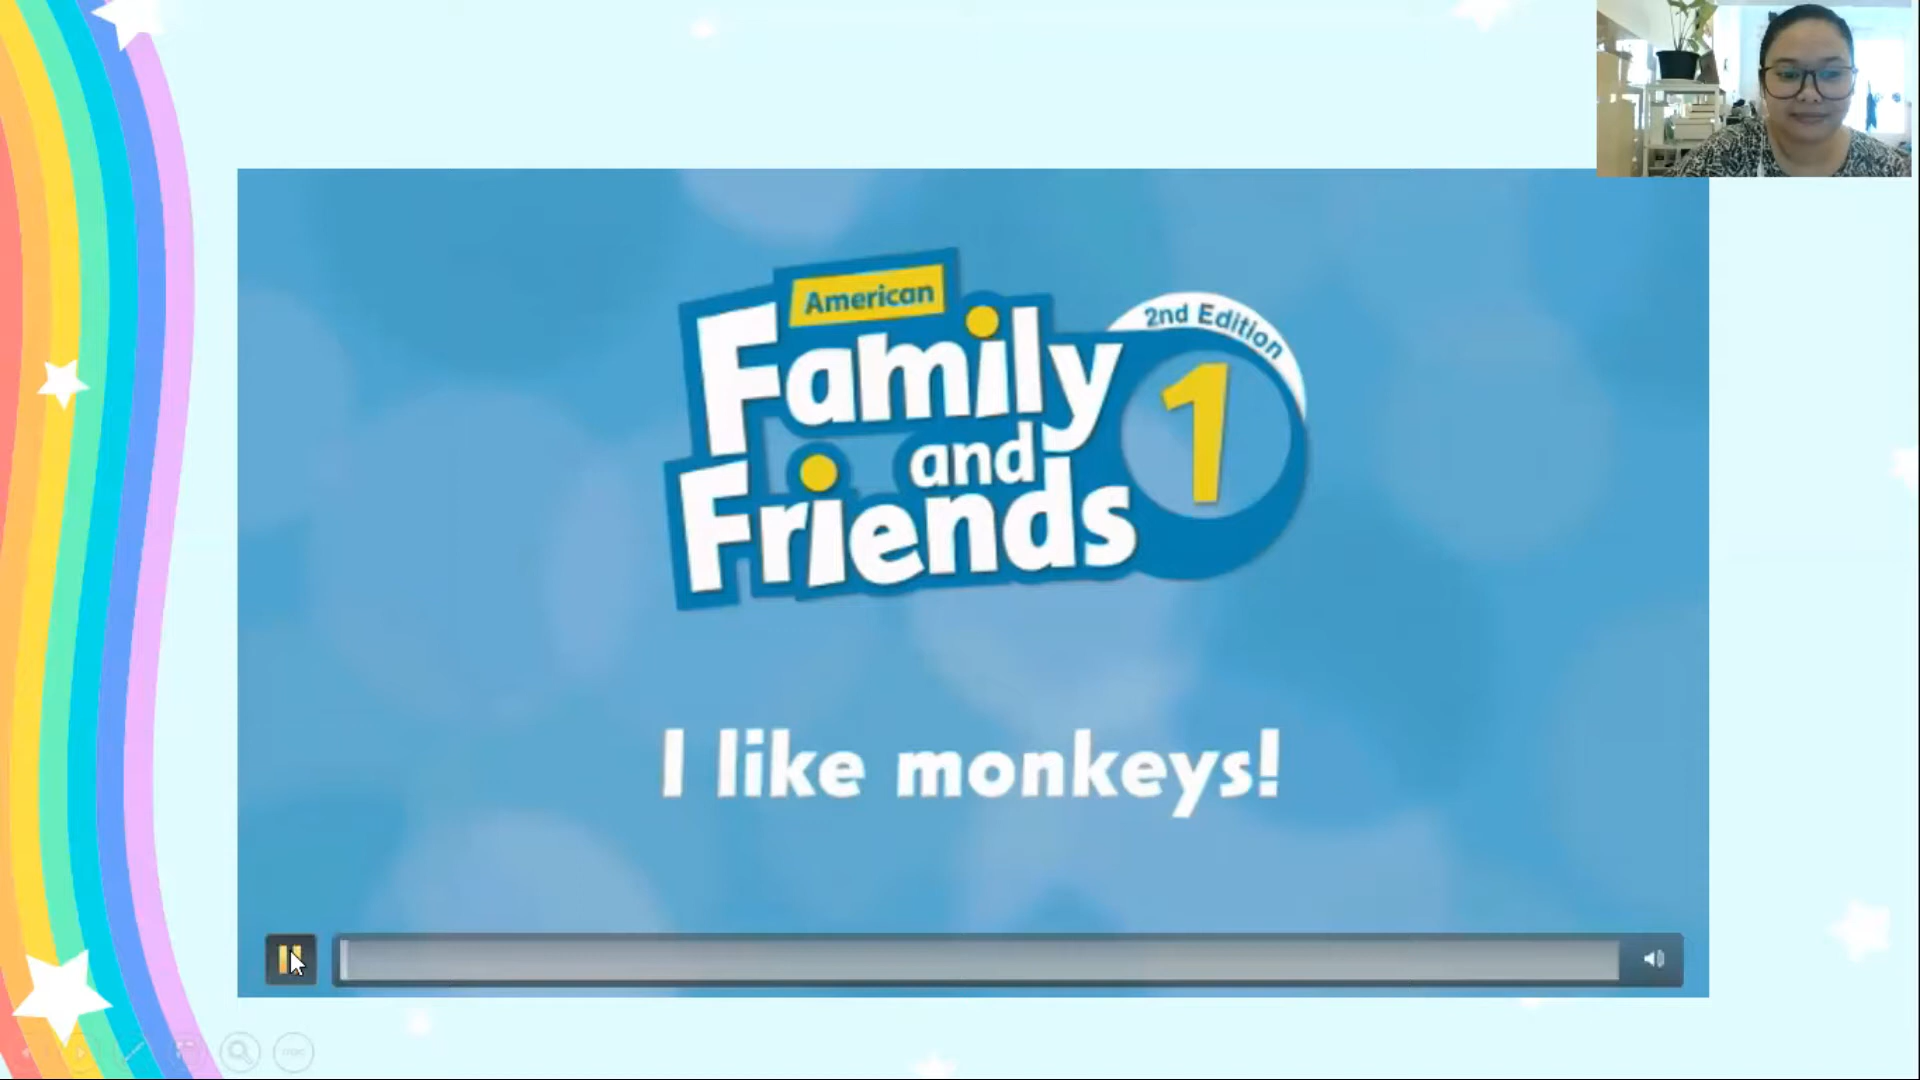 American
Family
and
Friends
2nd Edition
1
I like monkeys!